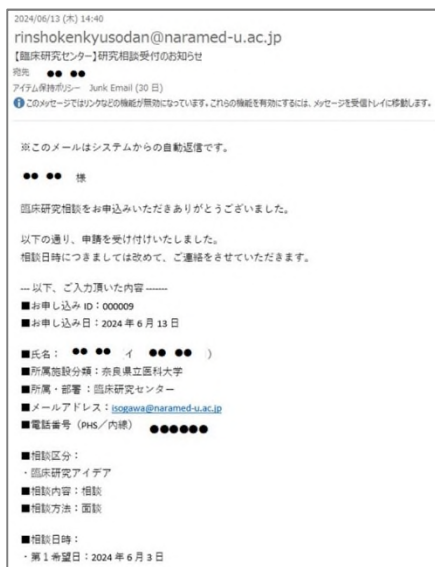 2024/06/13 (木) 14:40
rinshokenkyusodan@naramed-u.ac.jp
【臨床研究センター】研究相談受付のお知らせ
宛先 ●● ●●
アイテム保持ポリシー Junk Email (30 日)
このメッセージではリンクなどの機能が無効になっています。これらの機能を有効にするには、メッセージを受信トレイに移動します。
※このメールはシステムからの自動返信です。
●● ●● 様
臨床研究相談をお申込みいただきありがとうございました。
以下の通り、申請を受け付けいたしました。
相談日時につきましては改めて、ご連絡をさせていただきます。
--- 以下、ご入力頂いた内容 -------
■お申し込み ID:000009
■お申し込み日:2024 年 6 月 13 日
■氏名: ●● ●● イ ●● ●● )
■所属施設分類:奈良県立医科大学
■所属・部署:臨床研究センター
■メールアドレス:isogawa@naramed-u.ac.jp
■電話番号(PHS/内線) ●●●●●●
■相談区分:
・臨床研究アイデア
■相談内容:相談
■相談方法:面談
■相談日時:
・第1希望日:2024 年 6 月 3 日